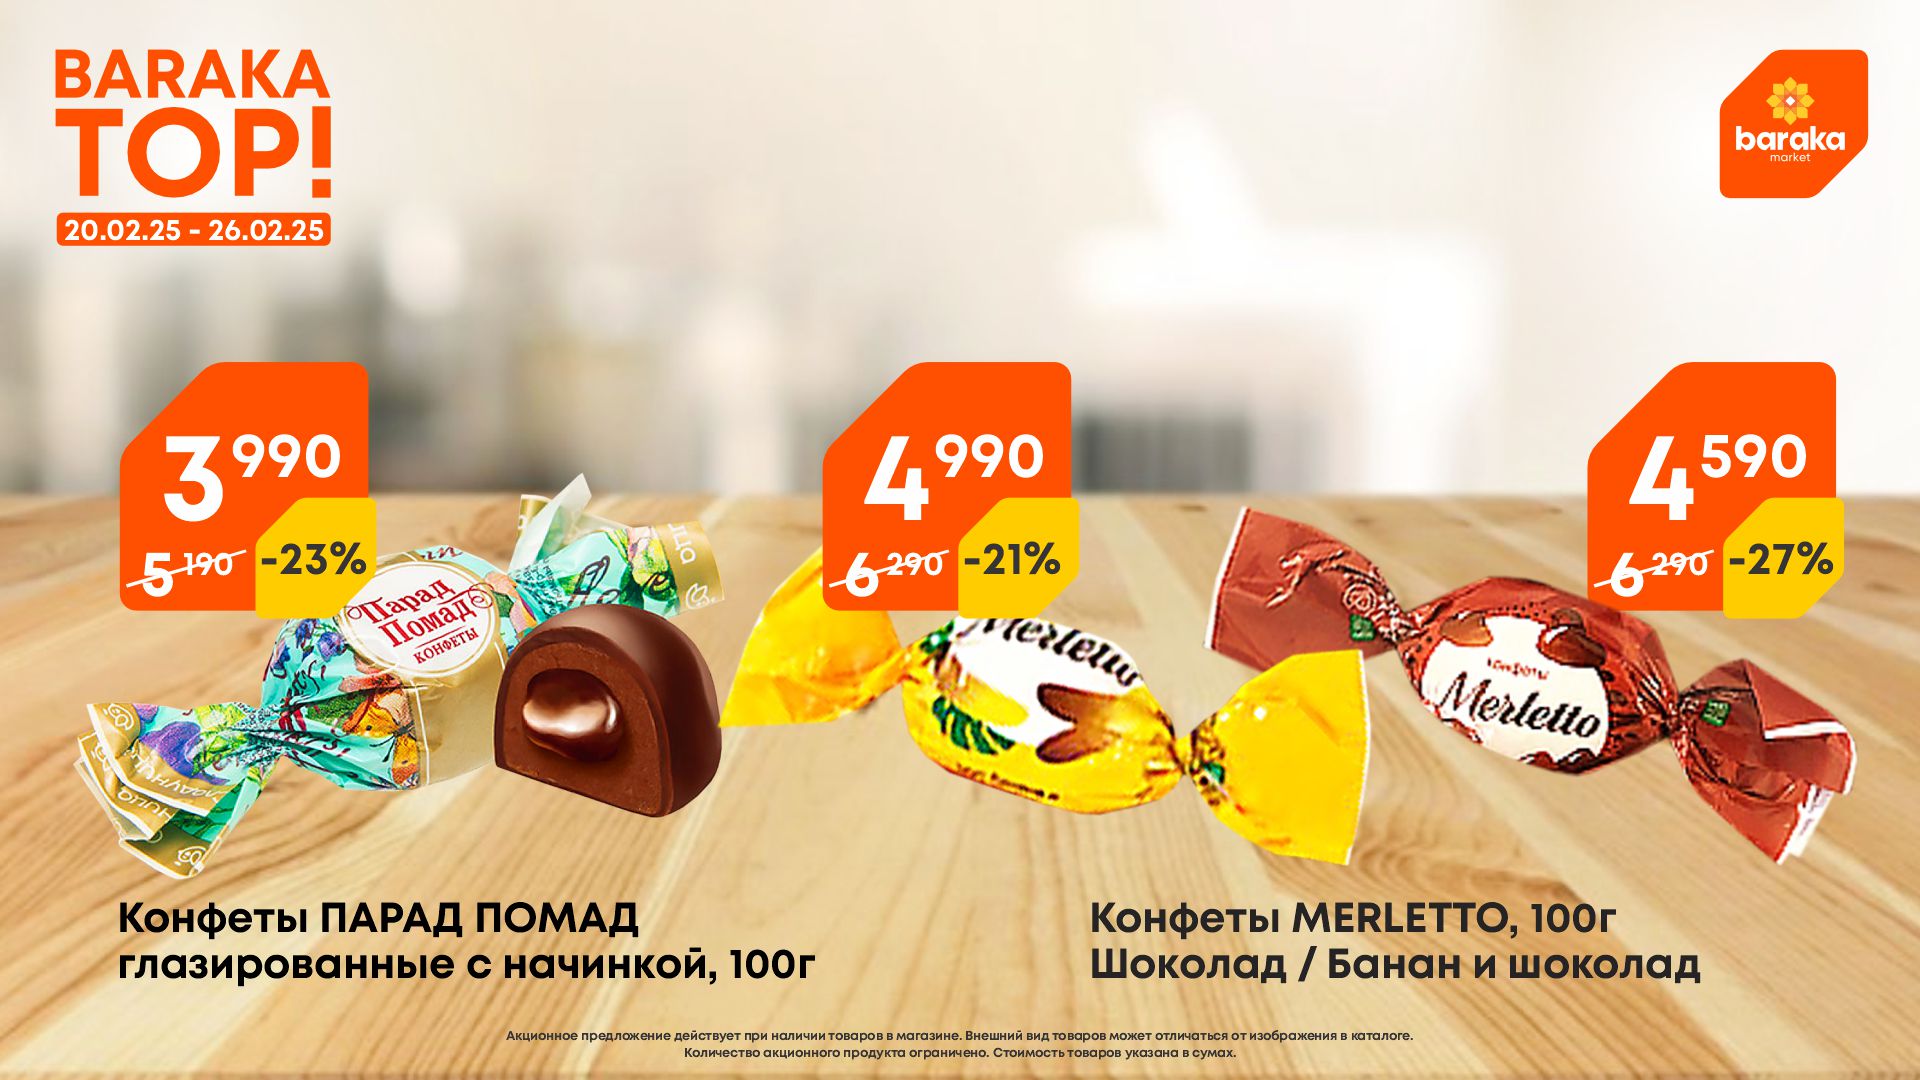 BARAKA
TOP!
20.02.25 - 26.02.25
baraka
market
3 990
5 190
-23%
4 990
6 290
-21%
4 590
6 290
-27%
Парад
Помад
КОНФЕТЫ
Merletto
Конфеты
Merletto
Конфеты ПАРАД ПОМАД
глазированные с начинкой, 100г
Конфеты MERLETTO, 100г
Шоколад / Банан и шоколад
Акционное предложение действует при наличии товаров в магазине. Внешний вид товаров может отличаться от изображения в каталоге.
Количество акционного продукта ограничено. Стоимость товаров указана в сумах.